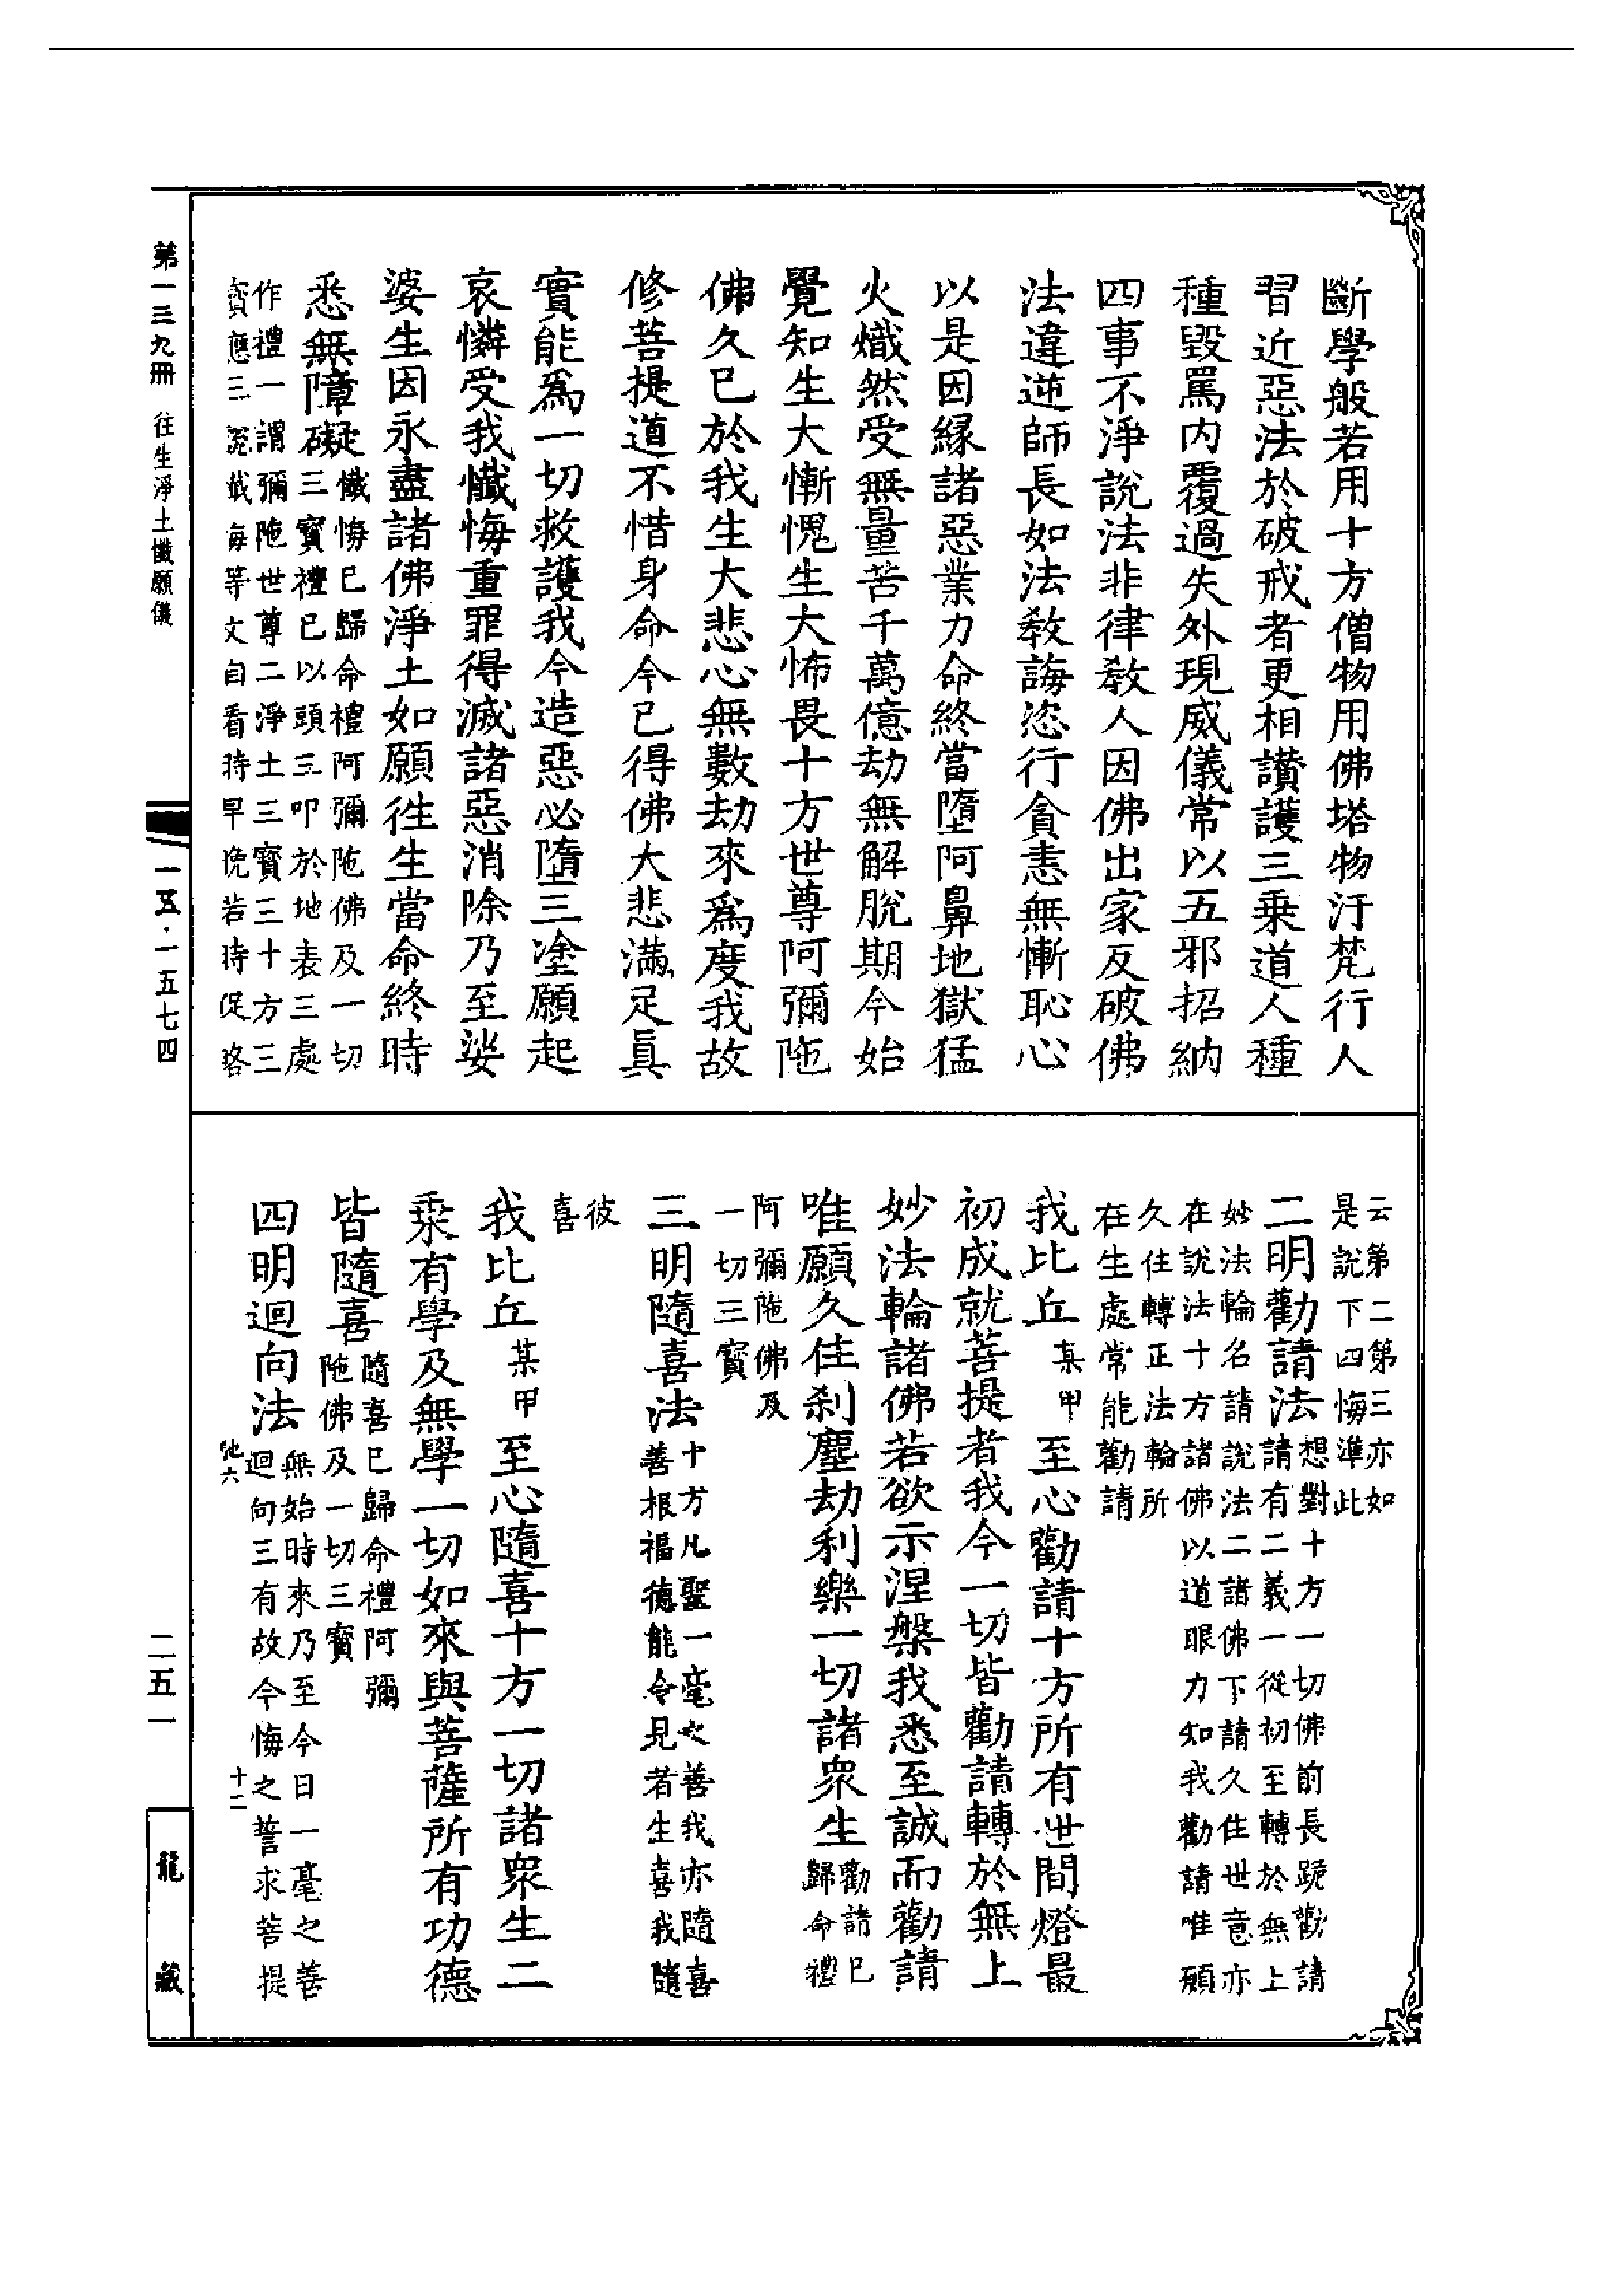 斷學般若用十方僧物用佛塔物汙梵行人
習近惡法於破戒者更相讚護三乘道人種
種毀罵内覆過失外現威儀常以五邪招納
四事不淨說法非律教人因佛出家反破佛
法違逆師長如法教誨恣行貪恚無慚恥心
以是因緣諸惡業力命終當墮阿鼻地獄猛
火熾然受無量苦千萬億劫無解脫期今始
覺知生大慚愧生大怖畏十方世尊阿彌陁
佛久已於我生大悲心無數劫來爲度我故
修菩提道不惜身命今已得佛大悲滿足眞
實能爲一切救護我今造惡必墮三塗願起
哀憐受我懺悔重罪得滅諸惡消除乃至娑
婆生因永盡諸佛淨土如願徃生當命終時
悉無障礙懺悔已歸命禮阿彌陁佛及一切
三寳禮已以頭三叩於地表三處
作禮一謂彌陁世尊二淨土三寳三十方三
寳應三懺悔等文自看時早晚若時促略
云第二第三亦如
是說下四悔準此
二明勸請法想對十方一切佛前長跪勸請
請有二義一從初至轉於無上
妙法輪名請說法二諸佛下請久住世意亦
在說法十方諸佛以道眼力知我勸請唯願
久住轉正法輪所
在生處常能勸請
我比丘某甲至心勸請十方所有世間燈最
初成就菩提者我今一切皆勸請轉於無上
妙法輪諸佛若欲示涅槃我悉至誠而勸請
唯願久住刹塵劫利樂一切諸衆生勸請已
歸命禮
阿彌陁佛及
一切三寳
三明隨喜法十方凡聖一毫之善我亦隨喜
善根福德能令見者生喜我隨
彼
喜
我比丘某甲至心隨喜十方一切諸衆生二
乘有學及無學一切如來與菩薩所有功德
皆隨喜隨喜已歸命禮阿彌
陁佛及一切三寳
四明迴向法無始時來乃至今日一毫之善
迴向三有故今悔之誓求菩提
馳六
十二
第一三九冊
往生淨土懺願儀
一五·一五七四
二五一
龍藏